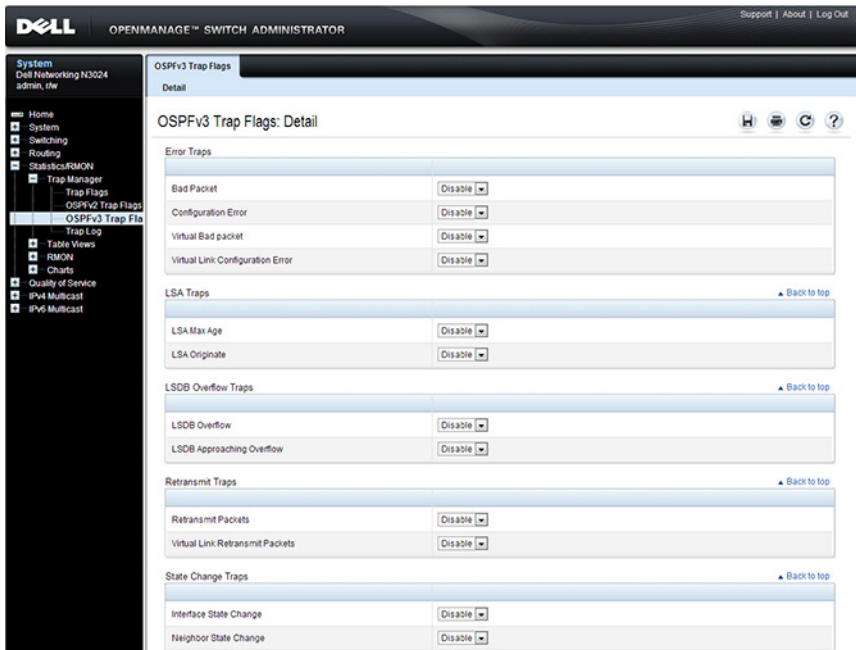 Support | About | Log Out
DELL OPENMANAGE™ SWITCH ADMINISTRATOR
System
Dell Networking N3024
admin, r/w
Home
System
Switching
Routing
Statistics/RMON
Trap Manager
Trap Flags
OSPFv2 Trap Flags
OSPFv3 Trap Fla
Trap Log
Table Views
RMON
Charts
Quality of Service
IPv4 Multicast
IPv6 Multicast
OSPFv3 Trap Flags
Detail
OSPFv3 Trap Flags: Detail
Error Traps
Bad Packet Disable
Configuration Error Disable
Virtual Bad packet Disable
Virtual Link Configuration Error Disable
LSA Traps Back to top
LSA Max Age Disable
LSA Originate Disable
LSDB Overflow Traps Back to top
LSDB Overflow Disable
LSDB Approaching Overflow Disable
Retransmit Traps Back to top
Retransmit Packets Disable
Virtual Link Retransmit Packets Disable
State Change Traps Back to top
Interface State Change Disable
Neighbor State Change Disable